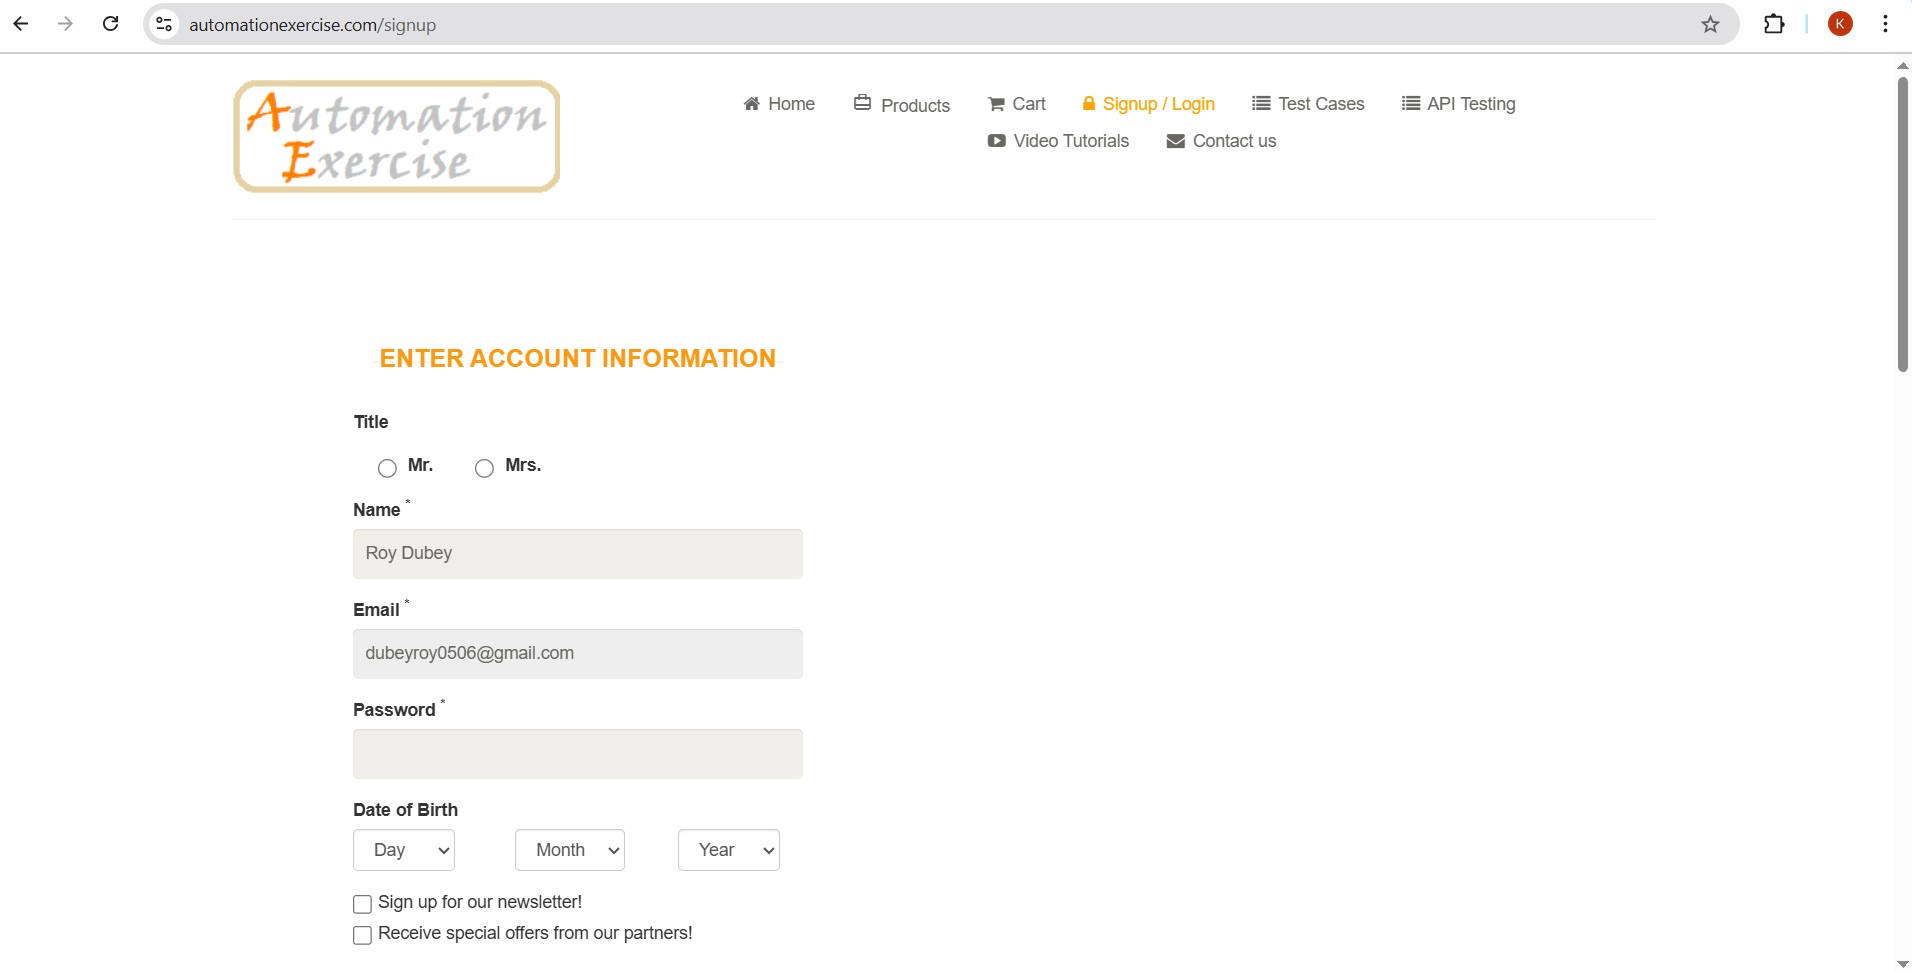 automationexercise.com/signup
K
Automation
Exercise
Home Products Cart Signup / Login Test Cases API Testing
Video Tutorials Contact us
ENTER ACCOUNT INFORMATION
Title
Mr. Mrs.
Name *
Roy Dubey
Email *
dubeyroy0506@gmail.com
Password *
Date of Birth
Day Month Year
Sign up for our newsletter!
Receive special offers from our partners!